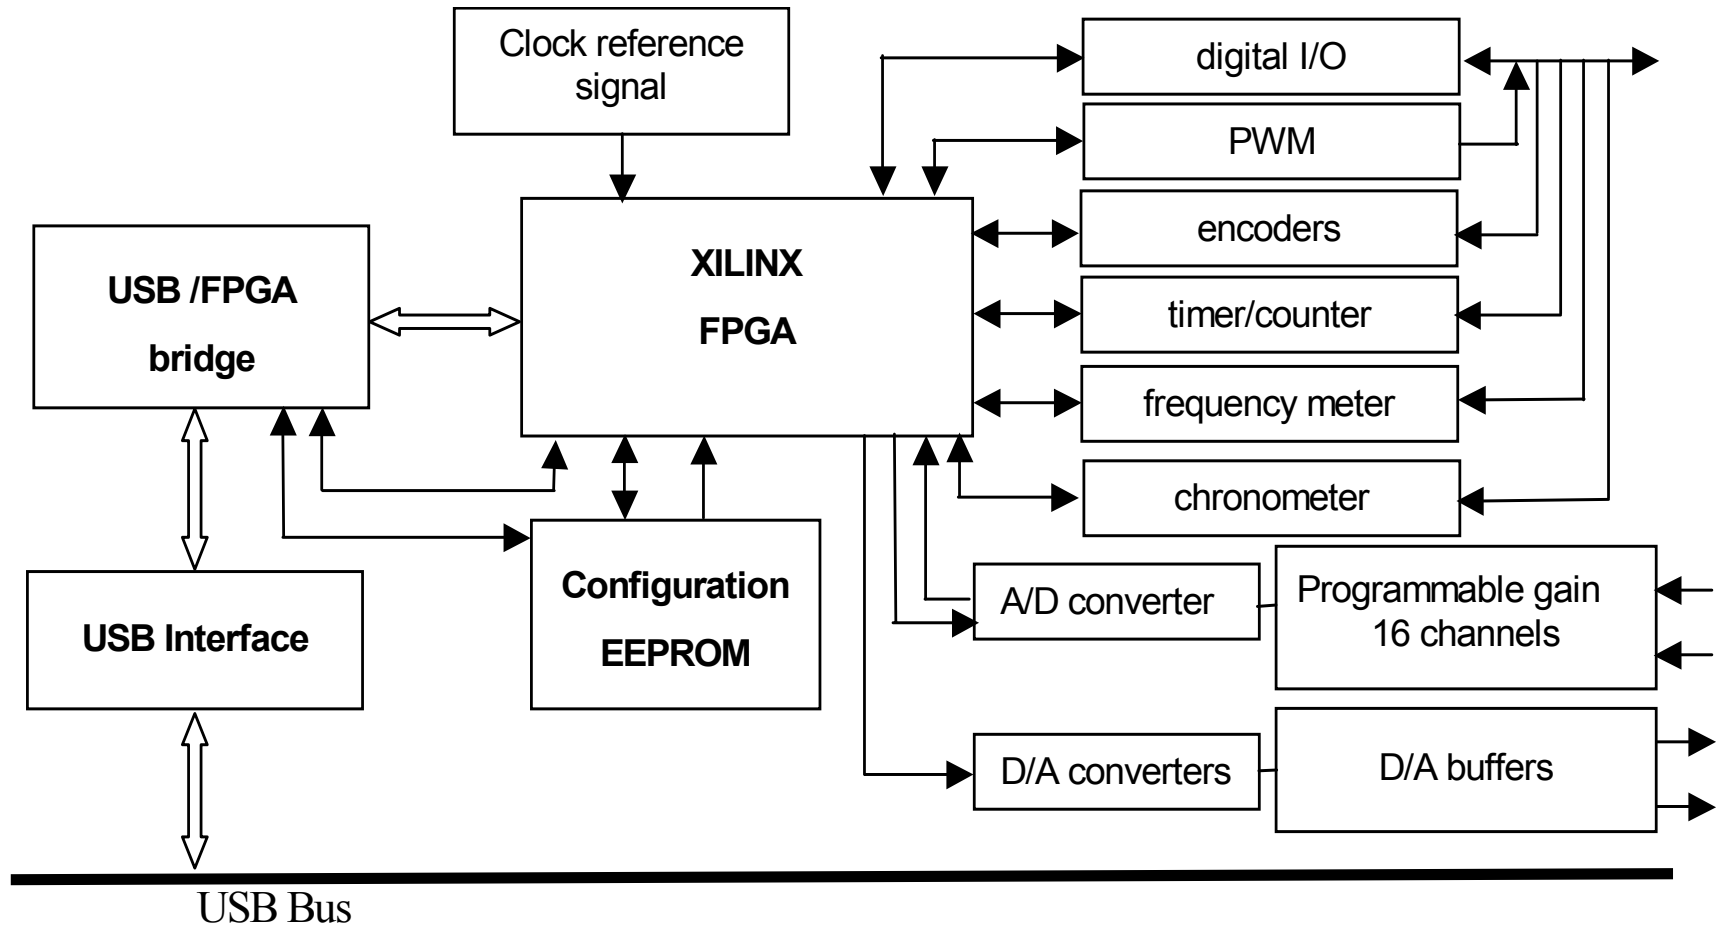 Clock reference
signal
digital I/O
PWM
encoders
timer/counter
frequency meter
chronometer
XILINX
FPGA
USB /FPGA
bridge
Configuration
EEPROM
USB Interface
A/D converter
Programmable gain
16 channels
D/A converters
D/A buffers
USB Bus